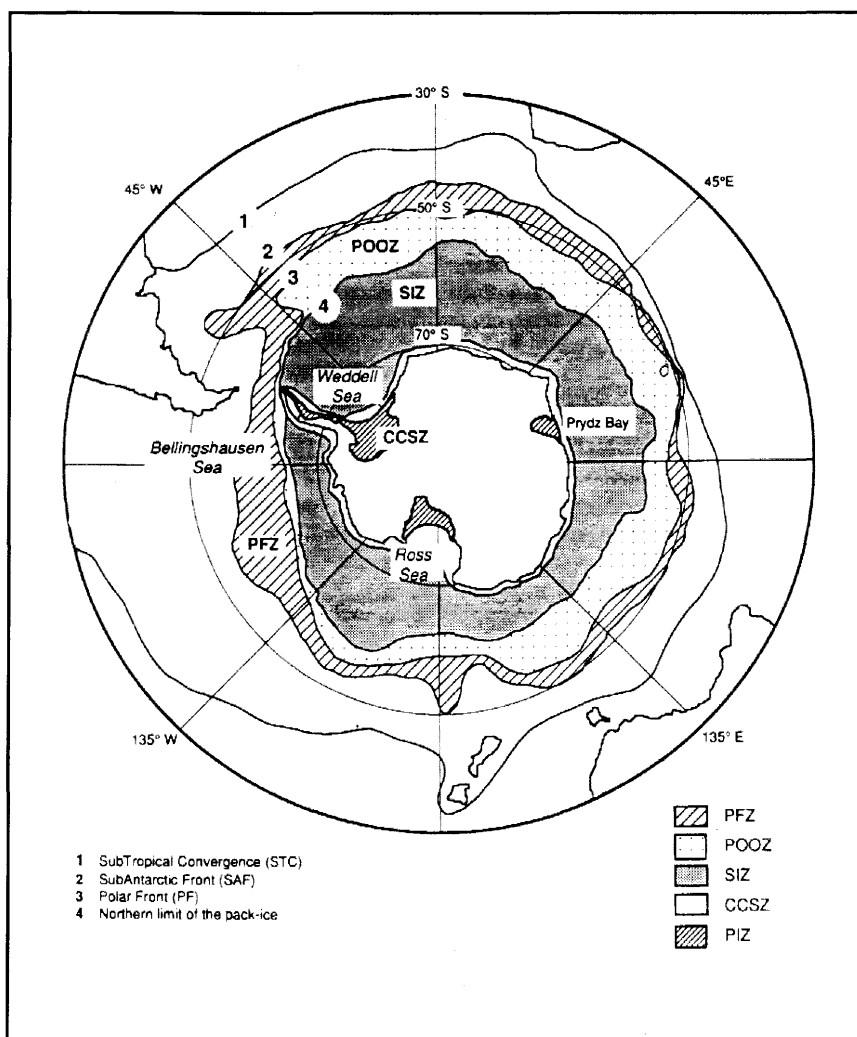 30° S
45° W
45°E
1
50° S
2
POOZ
3
SIZ
4
70° S
Weddell
Sea
Prydz Bay
CCSZ
Bellingshausen
Sea
PFZ
Ross
Sea
135° W
135° E
PFZ
POOZ
SIZ
CCSZ
PIZ
1 SubTropical Convergence (STC)
2 SubAntarctic Front (SAF)
3 Polar Front (PF)
4 Northern limit of the pack-ice